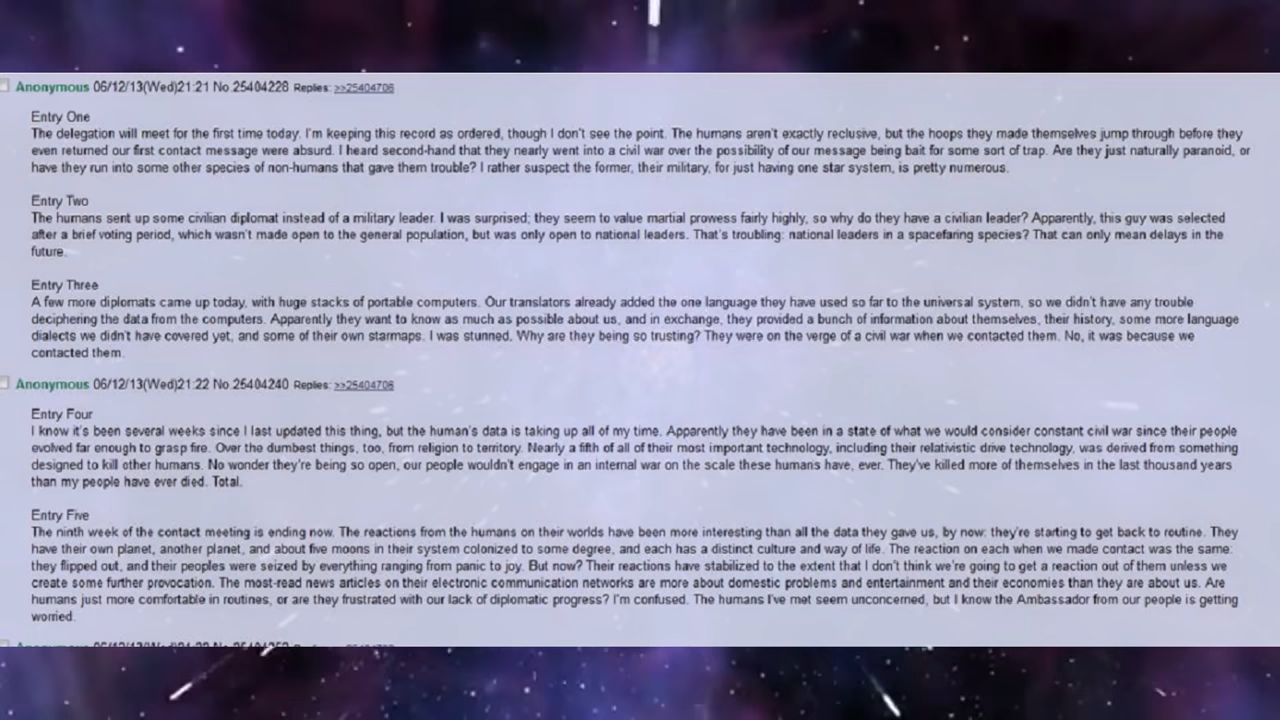 Anonymous 06/12/13(Wed)21:21 No.25404228 Replies: >>25404706
Entry One
The delegation will meet for the first time today. I'm keeping this record as ordered, though I don't see the point. The humans aren't exactly reclusive, but the hoops they made themselves jump through before they
even returned our first contact message were absurd. I heard second-hand that they nearly went into a civil war over the possibility of our message being bait for some sort of trap. Are they just naturally paranoid, or
have they run into some other species of non-humans that gave them trouble? I rather suspect the former, their military, for just having one star system, is pretty numerous.
Entry Two
The humans sent up some civilian diplomat instead of a military leader. I was surprised; they seem to value martial prowess fairly highly, so why do they have a civilian leader? Apparently, this guy was selected
after a brief voting period, which wasn't made open to the general population, but was only open to national leaders. That's troubling: national leaders in a spacefaring species? That can only mean delays in the
future.
Entry Three
A few more diplomats came up today, with huge stacks of portable computers. Our translators already added the one language they have used so far to the universal system, so we didn't have any trouble
deciphering the data from the computers. Apparently they want to know as much as possible about us, and in exchange, they provided a bunch of information about themselves, their history, some more language
dialects we didn't have covered yet, and some of their own starmaps. I was stunned. Why are they being so trusting? They were on the verge of a civil war when we contacted them. No, it was because we
contacted them.
Anonymous 06/12/13(Wed)21:22 No.25404240 Replies: >>25404706
Entry Four
I know it's been several weeks since I last updated this thing, but the human's data is taking up all of my time. Apparently they have been in a state of what we would consider constant civil war since their people
evolved far enough to grasp fire. Over the dumbest things, too, from religion to territory. Nearly a fifth of all of their most important technology, including their relativistic drive technology, was derived from something
designed to kill other humans. No wonder they're being so open, our people wouldn't engage in an internal war on the scale these humans have, ever. They've killed more of themselves in the last thousand years
than my people have ever died. Total.
Entry Five
The ninth week of the contact meeting is ending now. The reactions from the humans on their worlds have been more interesting than all the data they gave us, by now: they're starting to get back to routine. They
have their own planet, another planet, and about five moons in their system colonized to some degree, and each has a distinct culture and way of life. The reaction on each when we made contact was the same:
they flipped out, and their peoples were seized by everything ranging from panic to joy. But now? Their reactions have stabilized to the extent that I don't think we're going to get a reaction out of them unless we
create some further provocation. The most-read news articles on their electronic communication networks are more about domestic problems and entertainment and their economies than they are about us. Are
humans just more comfortable in routines, or are they frustrated with our lack of diplomatic progress? I'm confused. The humans I've met seem unconcerned, but I know the Ambassador from our people is getting
worried.